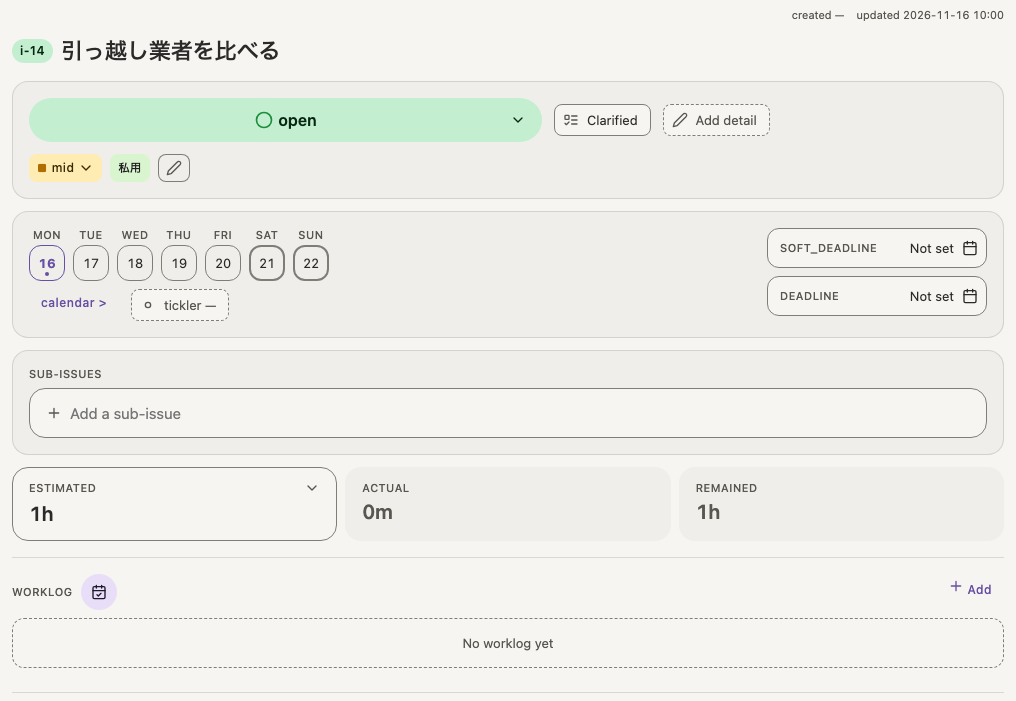 created — updated 2026-11-16 10:00
i-14 引っ越し業者を比べる
open Clarified Add detail
mid 私用
MON TUE WED THU FRI SAT SUN
16 17 18 19 20 21 22
calendar > tickler —
SOFT_DEADLINE Not set
DEADLINE Not set
SUB-ISSUES
+ Add a sub-issue
ESTIMATED
1h
ACTUAL
0m
REMAINED
1h
WORKLOG
+ Add
No worklog yet